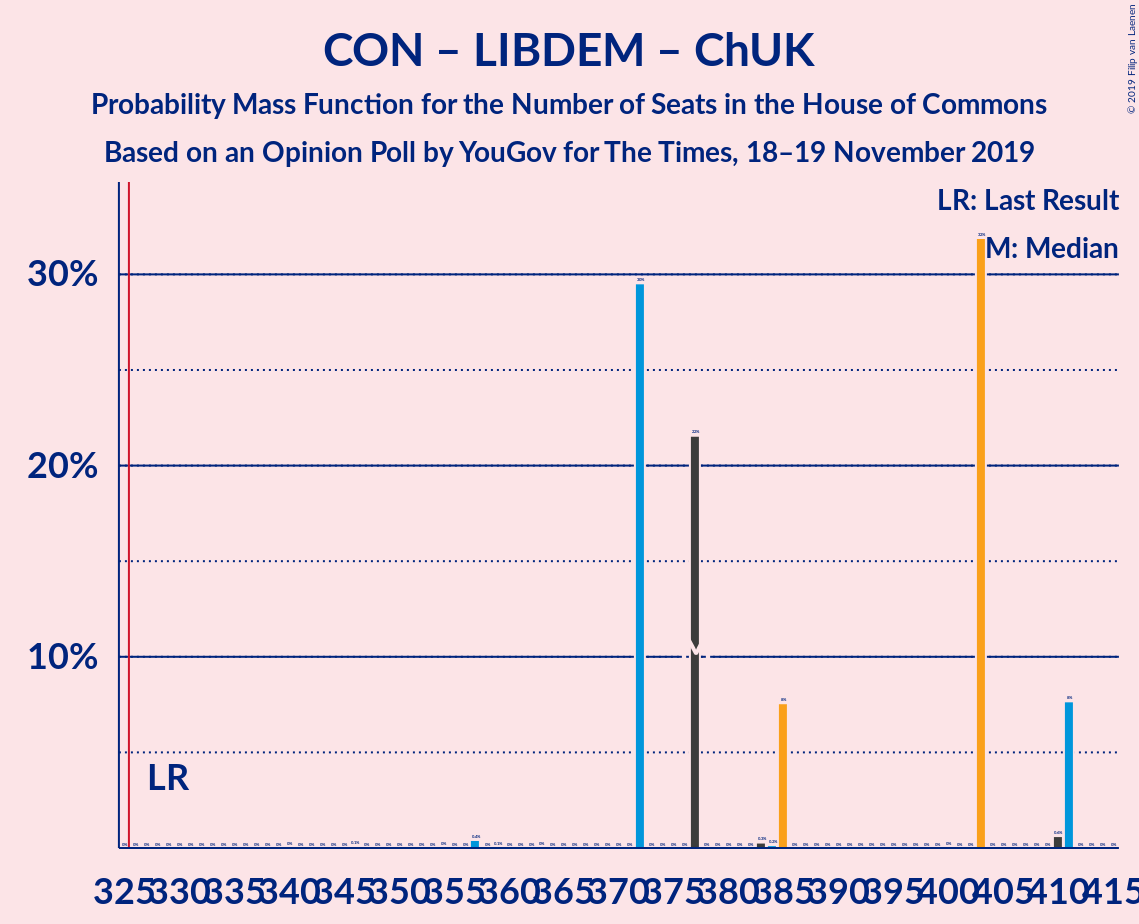 © 2019 Filip van Laenen
CON – LIBDEM – ChUK
Probability Mass Function for the Number of Seats in the House of Commons
Based on an Opinion Poll by YouGov for The Times, 18–19 November 2019
LR: Last Result
M: Median
30%
20%
10%
LR
M
325 330 335 340 345 350 355 360 365 370 375 380 385 390 395 400 405 410 415